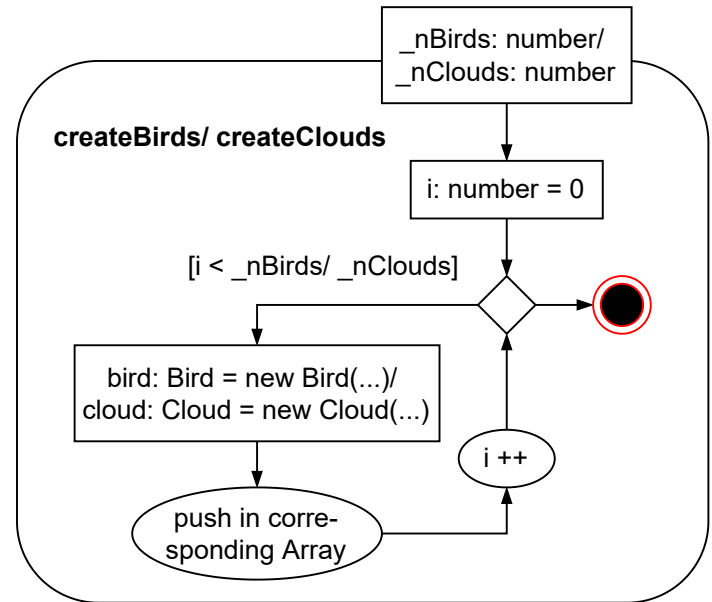 _nBirds: number/
_nClouds: number
createBirds/ createClouds
i: number = 0
[i < _nBirds/ _nClouds]
bird: Bird = new Bird(...)/
cloud: Cloud = new Cloud(...)
i ++
push in corre-
sponding Array